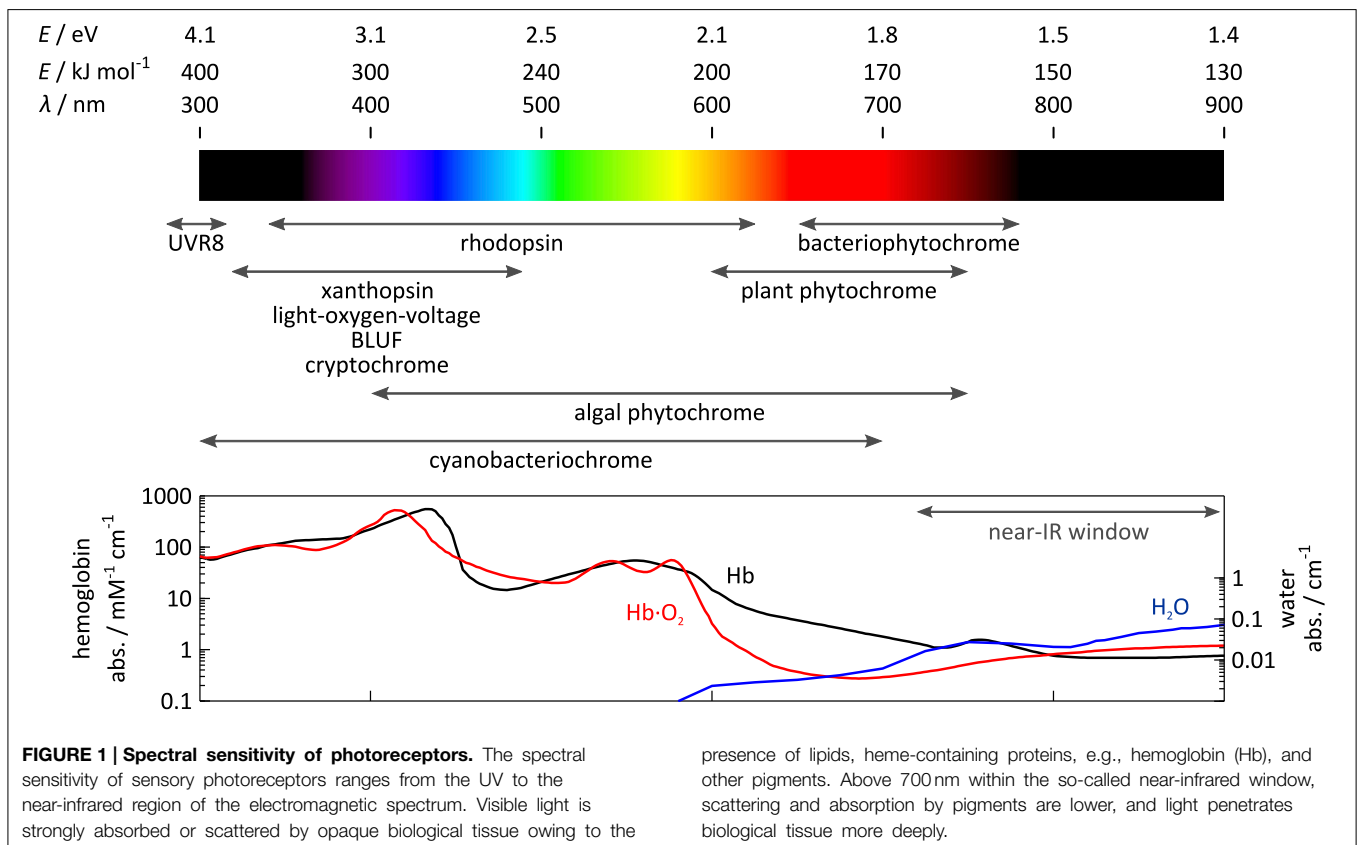 E / eV 4.1 3.1 2.5 2.1 1.8 1.5 1.4
E / kJ mol⁻¹ 400 300 240 200 170 150 130
λ / nm 300 400 500 600 700 800 900
UVR8 rhodopsin bacteriophytochrome
xanthopsin plant phytochrome
light-oxygen-voltage
BLUF
cryptochrome
algal phytochrome
cyanobacteriochrome
hemoglobin
abs. / mM⁻¹ cm⁻¹
1000
100
10
1
0.1
near-IR window
Hb
Hb·O₂
H₂O
1
0.1
0.01
water
abs. / cm⁻¹
FIGURE 1 | Spectral sensitivity of photoreceptors. The spectral
sensitivity of sensory photoreceptors ranges from the UV to the
near-infrared region of the electromagnetic spectrum. Visible light is
strongly absorbed or scattered by opaque biological tissue owing to the
presence of lipids, heme-containing proteins, e.g., hemoglobin (Hb), and
other pigments. Above 700 nm within the so-called near-infrared window,
scattering and absorption by pigments are lower, and light penetrates
biological tissue more deeply.